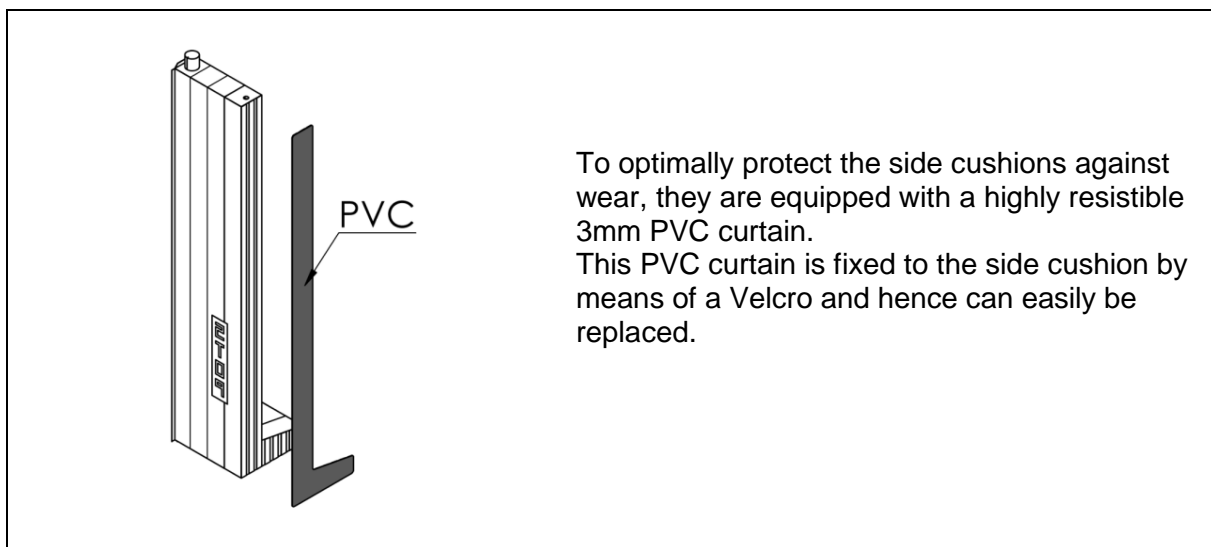 PVC
STOP
To optimally protect the side cushions against
wear, they are equipped with a highly resistible
3mm PVC curtain.
This PVC curtain is fixed to the side cushion by
means of a Velcro and hence can easily be
replaced.